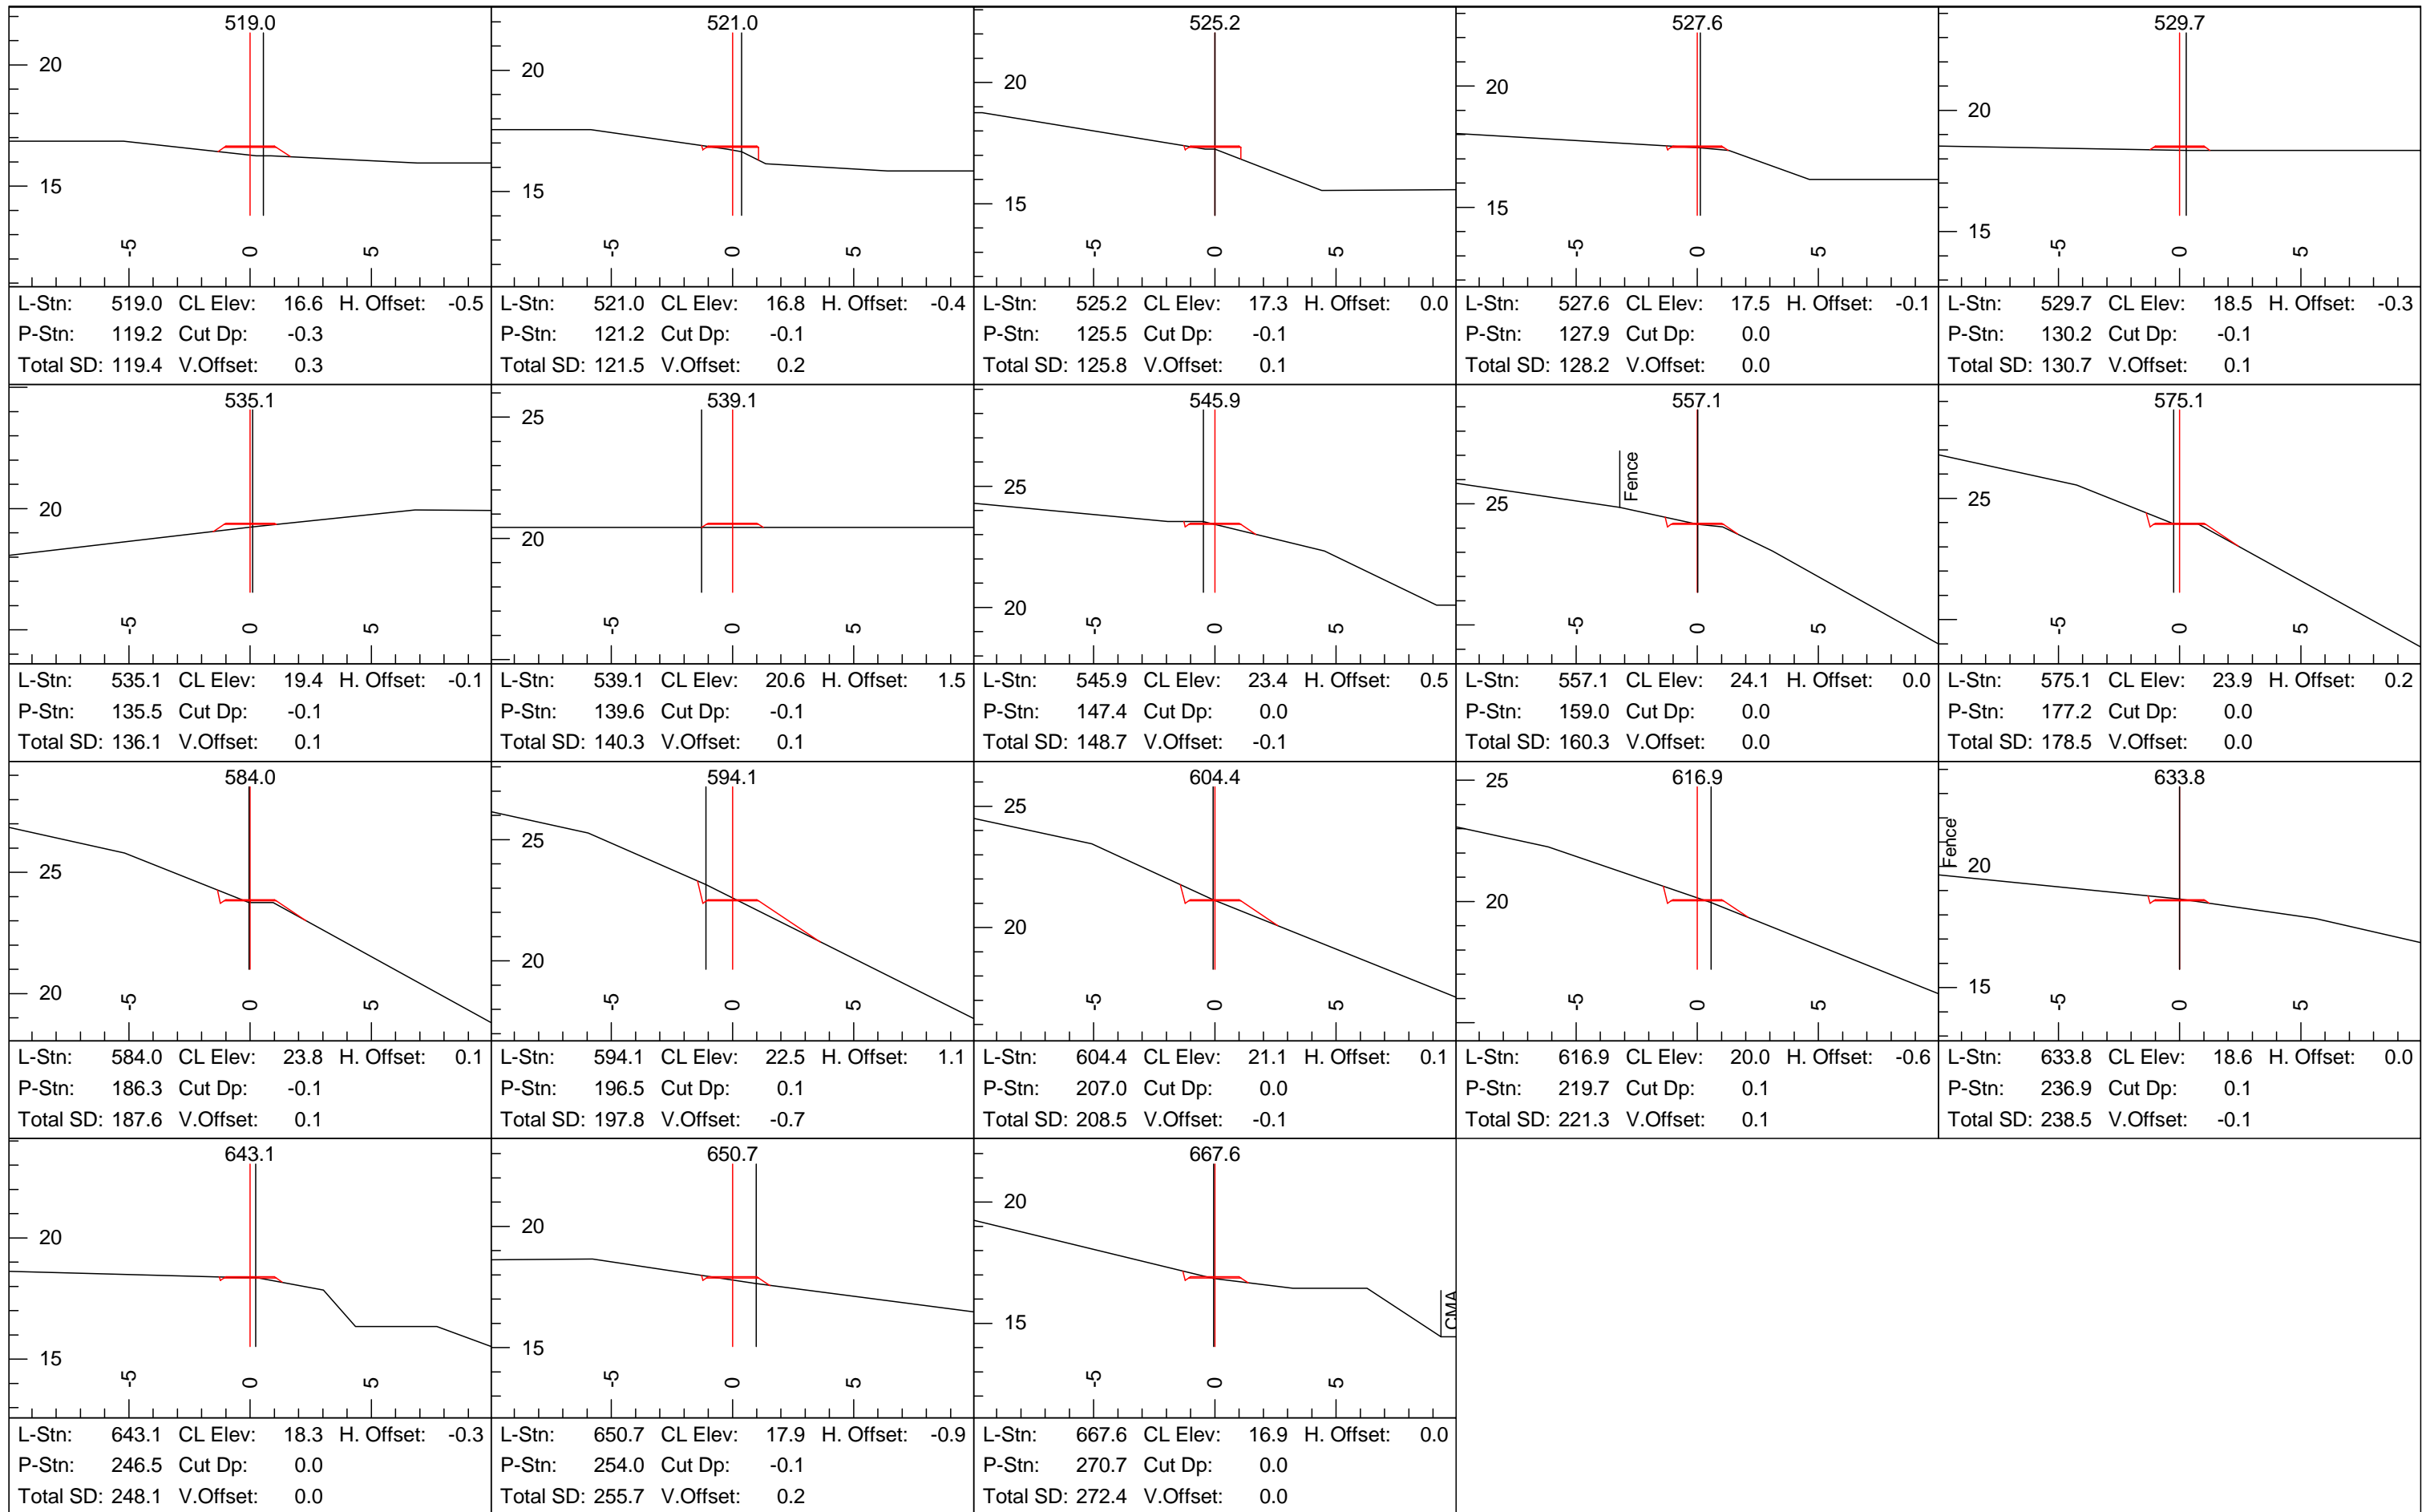 519.0 521.0 525.2 527.6 529.7
20 20 20 20 20
15 15 15 15 15
-5 0 5 -5 0 5 -5 0 5 -5 0 5 -5 0 5
L-Stn: 519.0 CL Elev: 16.6 H. Offset: -0.5 L-Stn: 521.0 CL Elev: 16.8 H. Offset: -0.4 L-Stn: 525.2 CL Elev: 17.3 H. Offset: 0.0 L-Stn: 527.6 CL Elev: 17.5 H. Offset: -0.1 L-Stn: 529.7 CL Elev: 18.5 H. Offset: -0.3
P-Stn: 119.2 Cut Dp: -0.3 P-Stn: 121.2 Cut Dp: -0.1 P-Stn: 125.5 Cut Dp: -0.1 P-Stn: 127.9 Cut Dp: 0.0 P-Stn: 130.2 Cut Dp: -0.1
Total SD: 119.4 V.Offset: 0.3 Total SD: 121.5 V.Offset: 0.2 Total SD: 125.8 V.Offset: 0.1 Total SD: 128.2 V.Offset: 0.0 Total SD: 130.7 V.Offset: 0.1
535.1 539.1 545.9 557.1 575.1
20 25 25 Fence 25 25
20 20
-5 0 5 -5 0 5 -5 0 5 -5 0 5 -5 0 5
L-Stn: 535.1 CL Elev: 19.4 H. Offset: -0.1 L-Stn: 539.1 CL Elev: 20.6 H. Offset: 1.5 L-Stn: 545.9 CL Elev: 23.4 H. Offset: 0.5 L-Stn: 557.1 CL Elev: 24.1 H. Offset: 0.0 L-Stn: 575.1 CL Elev: 23.9 H. Offset: 0.2
P-Stn: 135.5 Cut Dp: -0.1 P-Stn: 139.6 Cut Dp: -0.1 P-Stn: 147.4 Cut Dp: 0.0 P-Stn: 159.0 Cut Dp: 0.0 P-Stn: 177.2 Cut Dp: 0.0
Total SD: 136.1 V.Offset: 0.1 Total SD: 140.3 V.Offset: 0.1 Total SD: 148.7 V.Offset: -0.1 Total SD: 160.3 V.Offset: 0.0 Total SD: 178.5 V.Offset: 0.0
584.0 594.1 604.4 616.9 633.8
25 25 25 25 Fence 20
20 20 20 20 15
-5 0 5 -5 0 5 -5 0 5 -5 0 5 -5 0 5
L-Stn: 584.0 CL Elev: 23.8 H. Offset: 0.1 L-Stn: 594.1 CL Elev: 22.5 H. Offset: 1.1 L-Stn: 604.4 CL Elev: 21.1 H. Offset: 0.1 L-Stn: 616.9 CL Elev: 20.0 H. Offset: -0.6 L-Stn: 633.8 CL Elev: 18.6 H. Offset: 0.0
P-Stn: 186.3 Cut Dp: -0.1 P-Stn: 196.5 Cut Dp: 0.1 P-Stn: 207.0 Cut Dp: 0.0 P-Stn: 219.7 Cut Dp: 0.1 P-Stn: 236.9 Cut Dp: 0.1
Total SD: 187.6 V.Offset: 0.1 Total SD: 197.8 V.Offset: -0.7 Total SD: 208.5 V.Offset: -0.1 Total SD: 221.3 V.Offset: 0.1 Total SD: 238.5 V.Offset: -0.1
643.1 650.7 667.6
20 20 20
15 15 15 CMA
-5 0 5 -5 0 5 -5 0 5
L-Stn: 643.1 CL Elev: 18.3 H. Offset: -0.3 L-Stn: 650.7 CL Elev: 17.9 H. Offset: -0.9 L-Stn: 667.6 CL Elev: 16.9 H. Offset: 0.0
P-Stn: 246.5 Cut Dp: 0.0 P-Stn: 254.0 Cut Dp: -0.1 P-Stn: 270.7 Cut Dp: 0.0
Total SD: 248.1 V.Offset: 0.0 Total SD: 255.7 V.Offset: 0.2 Total SD: 272.4 V.Offset: 0.0